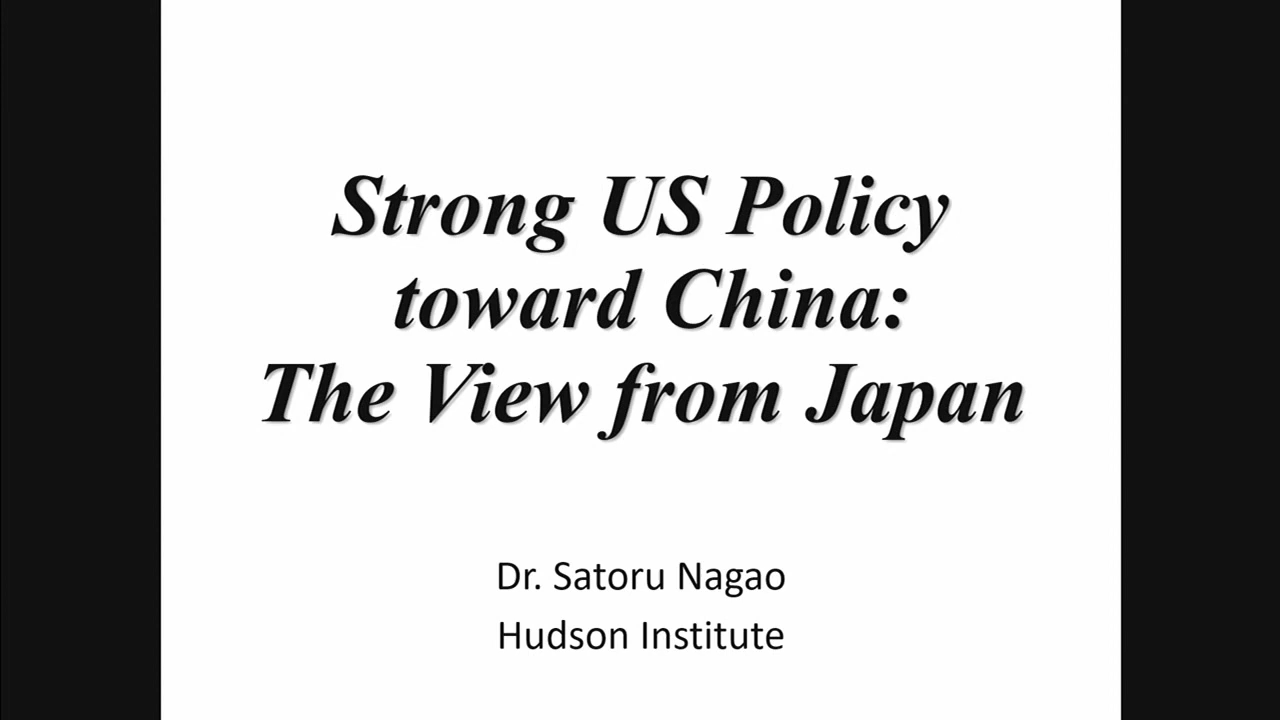 Strong US Policy
toward China:
The View from Japan
Dr. Satoru Nagao
Hudson Institute